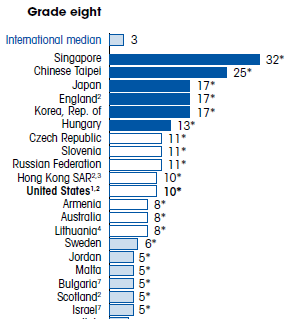 Grade eight
International median 3
Singapore 32*
Chinese Taipei 25*
Japan 17*
England² 17*
Korea, Rep. of 17*
Hungary 13*
Czech Republic 11*
Slovenia 11*
Russian Federation 11*
Hong Kong SAR²,³ 10*
United States¹,² 10*
Armenia 8*
Australia 8*
Lithuania⁴ 8*
Sweden 6*
Jordan 5*
Malta 5*
Bulgaria⁷ 5*
Scotland² 5*
Israel⁷ 5*